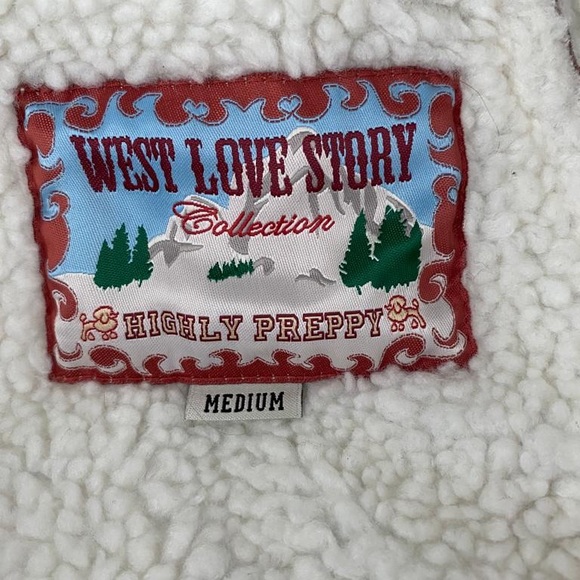 WEST LOVE STORY
Collection
HIGHLY PREPPY
MEDIUM